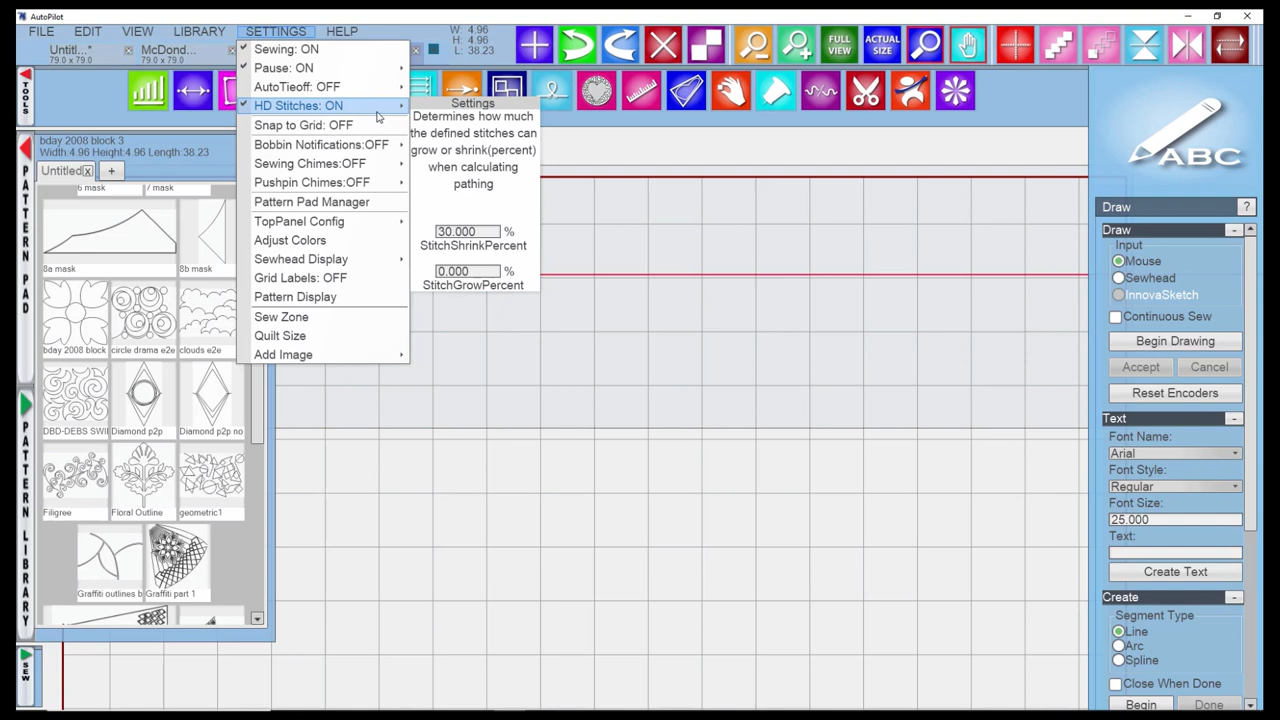 AutoPilot
FILE EDIT VIEW LIBRARY SETTINGS HELP
W: 4.96
H: 4.96
L: 38.23
Untitl...*
79.0 x 79.0
McDond...
79.0 x 79.0
FULL VIEW
ACTUAL SIZE
TOOLS
Sewing: ON
Pause: ON
AutoTieoff: OFF
HD Stitches: ON
Snap to Grid: OFF
Bobbin Notifications:OFF
Sewing Chimes:OFF
Pushpin Chimes:OFF
Pattern Pad Manager
TopPanel Config
Adjust Colors
Sewhead Display
Grid Labels: OFF
Pattern Display
Sew Zone
Quilt Size
Add Image
Settings
Determines how much
the defined stitches can
grow or shrink(percent)
when calculating
pathing
30.000 %
StitchShrinkPercent
0.000 %
StitchGrowPercent
PATTERN PAD
bday 2008 block 3
Width:4.96 Height:4.96 Length:38.23
Untitled x +
6 mask 7 mask
8a mask 8b mask
bday 2008 block circle drama e2e clouds e2e
DBD-DEBS SWI Diamond p2p Diamond p2p no
Filigree Floral Outline geometric1
Graffiti outlines b Graffiti part 1
PATTERN LIBRARY
SEW
ABC
Draw ?
Draw -
Input
Mouse
Sewhead
InnovaSketch
Continuous Sew
Begin Drawing
Accept Cancel
Reset Encoders
Text -
Font Name:
Arial
Font Style:
Regular
Font Size:
25.000
Text:
Create Text
Create -
Segment Type
Line
Arc
Spline
Close When Done
Begin Done